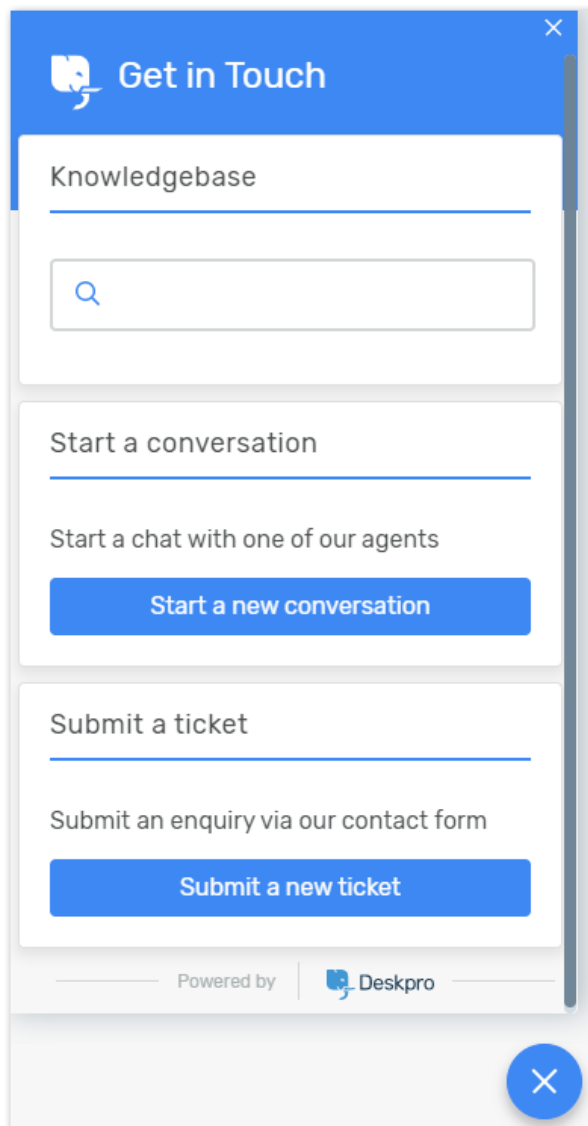 Get in Touch
Knowledgebase
Start a conversation
Start a chat with one of our agents
Start a new conversation
Submit a ticket
Submit an enquiry via our contact form
Submit a new ticket
Powered by Deskpro